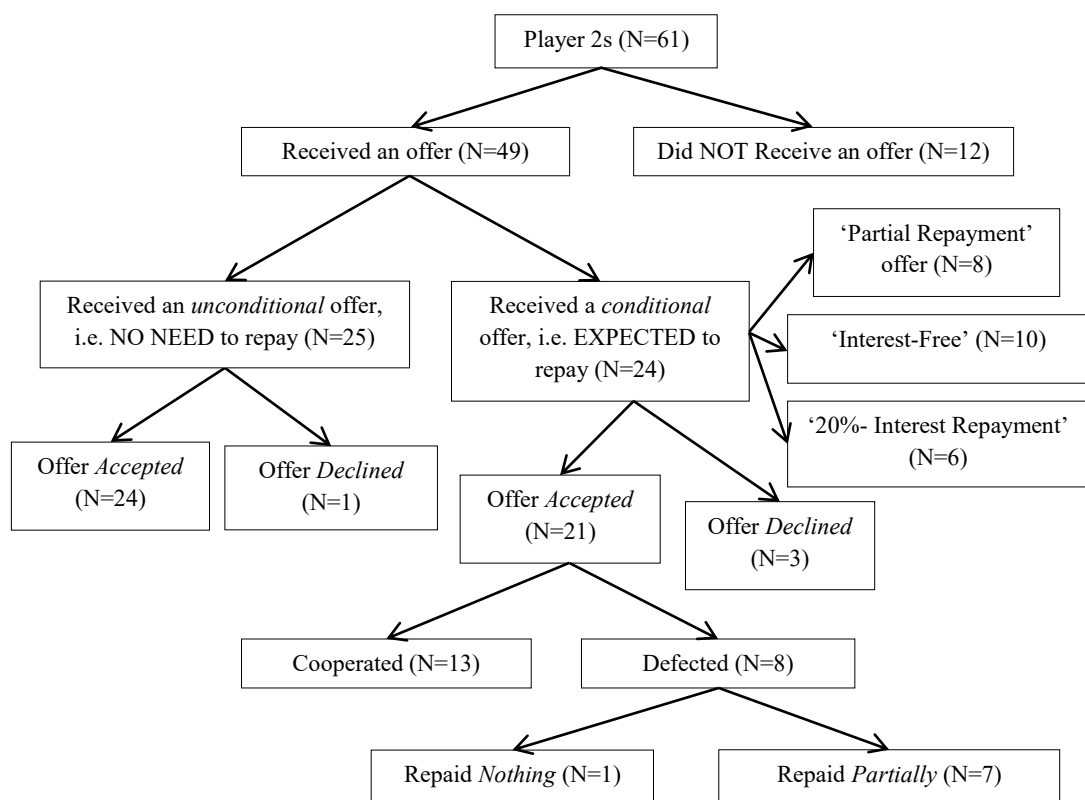 Player 2s (N=61)
Received an offer (N=49)
Did NOT Receive an offer (N=12)
‘Partial Repayment’
offer (N=8)
Received an unconditional offer,
i.e. NO NEED to repay (N=25)
Received a conditional
offer, i.e. EXPECTED to
repay (N=24)
‘Interest-Free’ (N=10)
‘20%- Interest Repayment’
(N=6)
Offer Accepted
(N=24)
Offer Declined
(N=1)
Offer Accepted
(N=21)
Offer Declined
(N=3)
Cooperated (N=13)
Defected (N=8)
Repaid Nothing (N=1)
Repaid Partially (N=7)